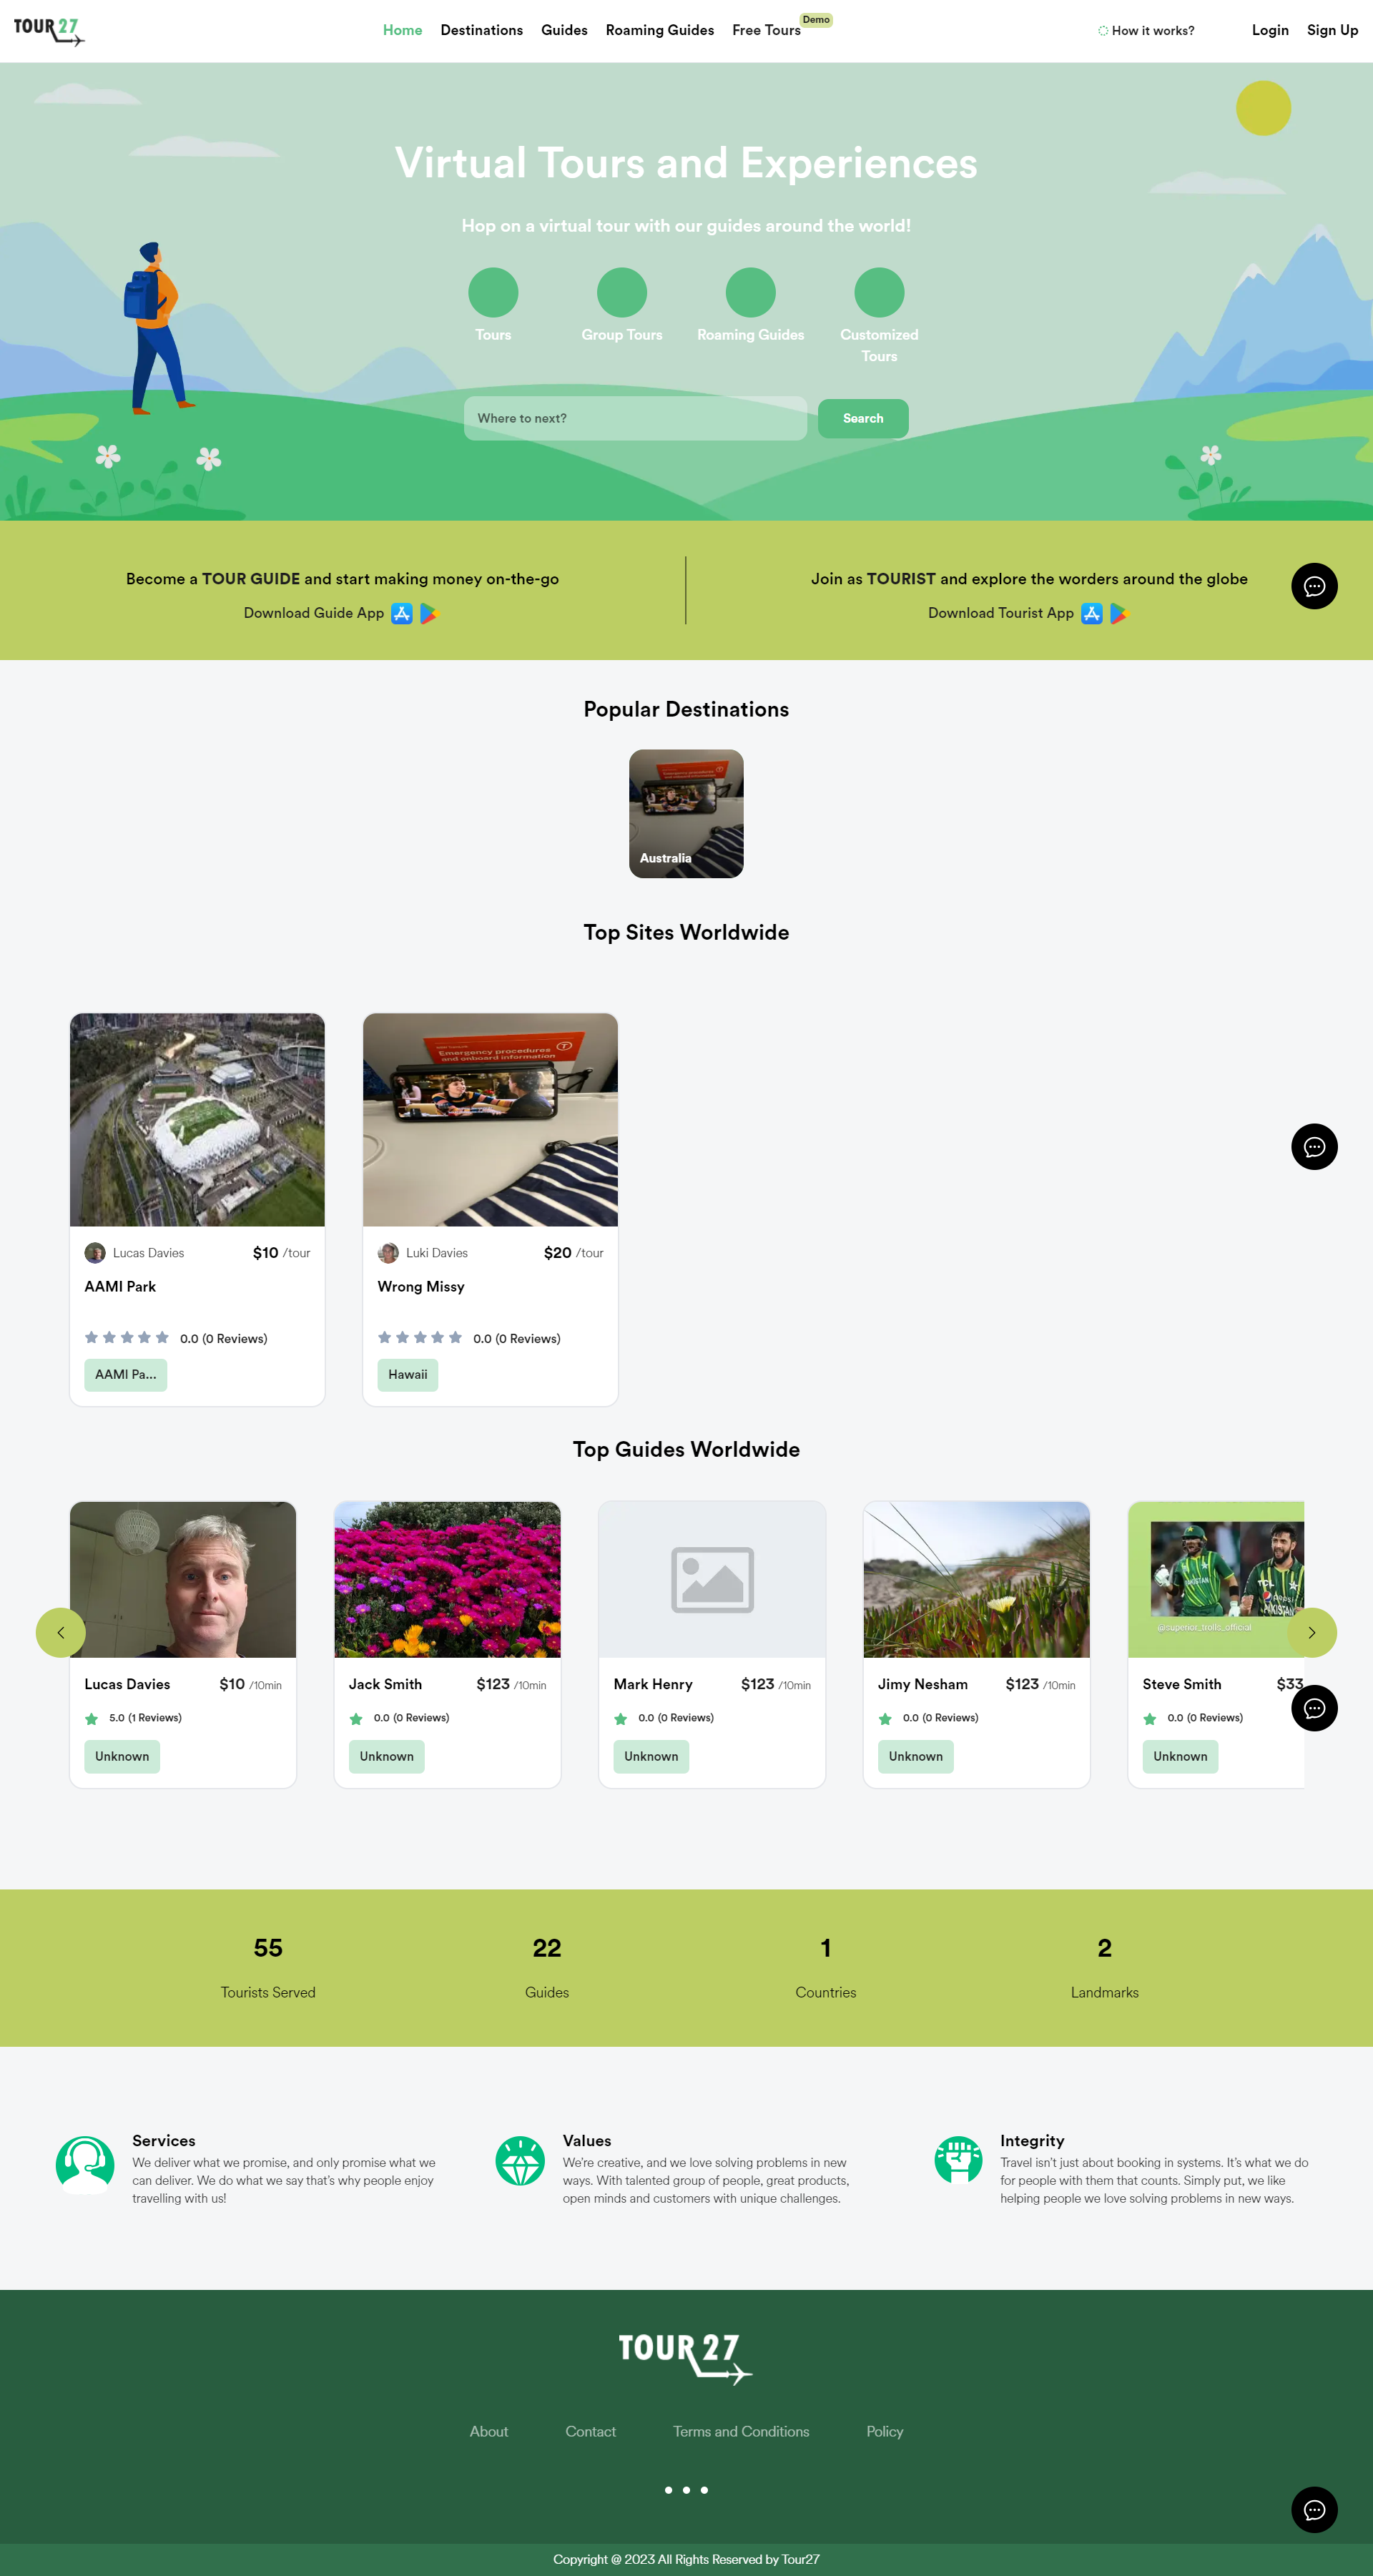 TOUR 27
Home Destinations Guides Roaming Guides Free Tours Demo
How it works? Login Sign Up
Virtual Tours and Experiences
Hop on a virtual tour with our guides around the world!
Tours Group Tours Roaming Guides Customized
Tours
Where to next? Search
Become a TOUR GUIDE and start making money on-the-go
Download Guide App
Join as TOURIST and explore the worders around the globe
Download Tourist App
Popular Destinations
Australia
Top Sites Worldwide
Emergency procedures
and onboard information
Lucas Davies $10 /tour
AAMI Park
0.0 (0 Reviews)
AAMI Pa...
Luki Davies $20 /tour
Wrong Missy
0.0 (0 Reviews)
Hawaii
Top Guides Worldwide
Lucas Davies $10 /10min
5.0 (1 Reviews)
Unknown
Jack Smith $123 /10min
0.0 (0 Reviews)
Unknown
Mark Henry $123 /10min
0.0 (0 Reviews)
Unknown
Jimy Nesham $123 /10min
0.0 (0 Reviews)
Unknown
@superior_trolls_official
Steve Smith $33
0.0 (0 Reviews)
Unknown
55 22 1 2
Tourists Served Guides Countries Landmarks
Services
We deliver what we promise, and only promise what we
can deliver. We do what we say that's why people enjoy
travelling with us!
Values
We're creative, and we love solving problems in new
ways. With talented group of people, great products,
open minds and customers with unique challenges.
Integrity
Travel isn't just about booking in systems. It's what we do
for people with them that counts. Simply put, we like
helping people we love solving problems in new ways.
TOUR 27
About Contact Terms and Conditions Policy
Copyright @ 2023 All Rights Reserved by Tour27